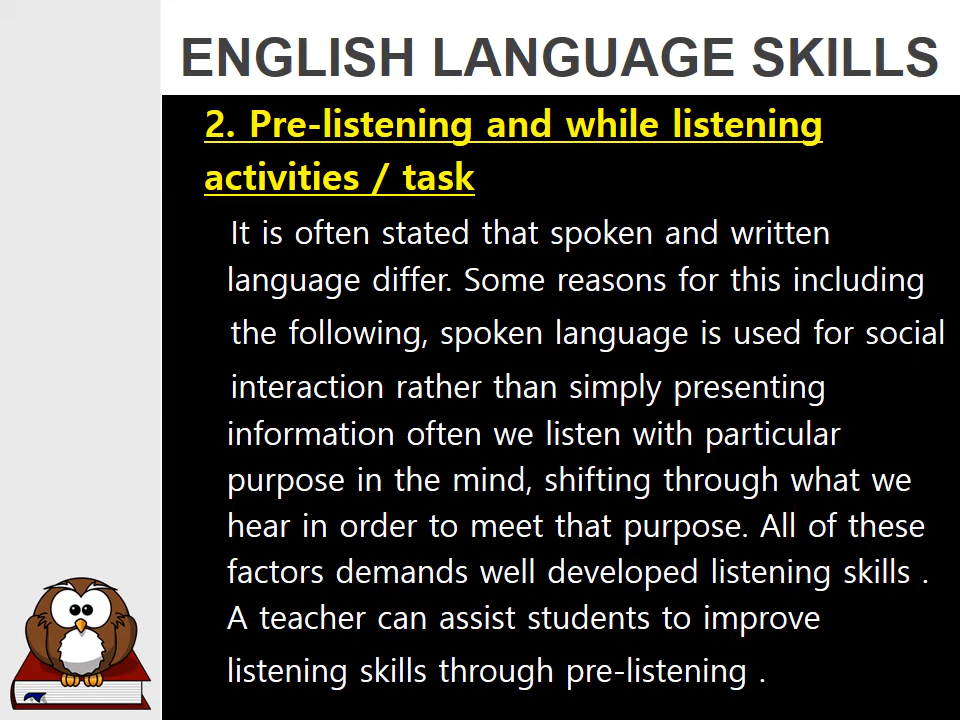 ENGLISH LANGUAGE SKILLS
2. Pre-listening and while listening
activities / task
It is often stated that spoken and written
language differ. Some reasons for this including
the following, spoken language is used for social
interaction rather than simply presenting
information often we listen with particular
purpose in the mind, shifting through what we
hear in order to meet that purpose. All of these
factors demands well developed listening skills .
A teacher can assist students to improve
listening skills through pre-listening .